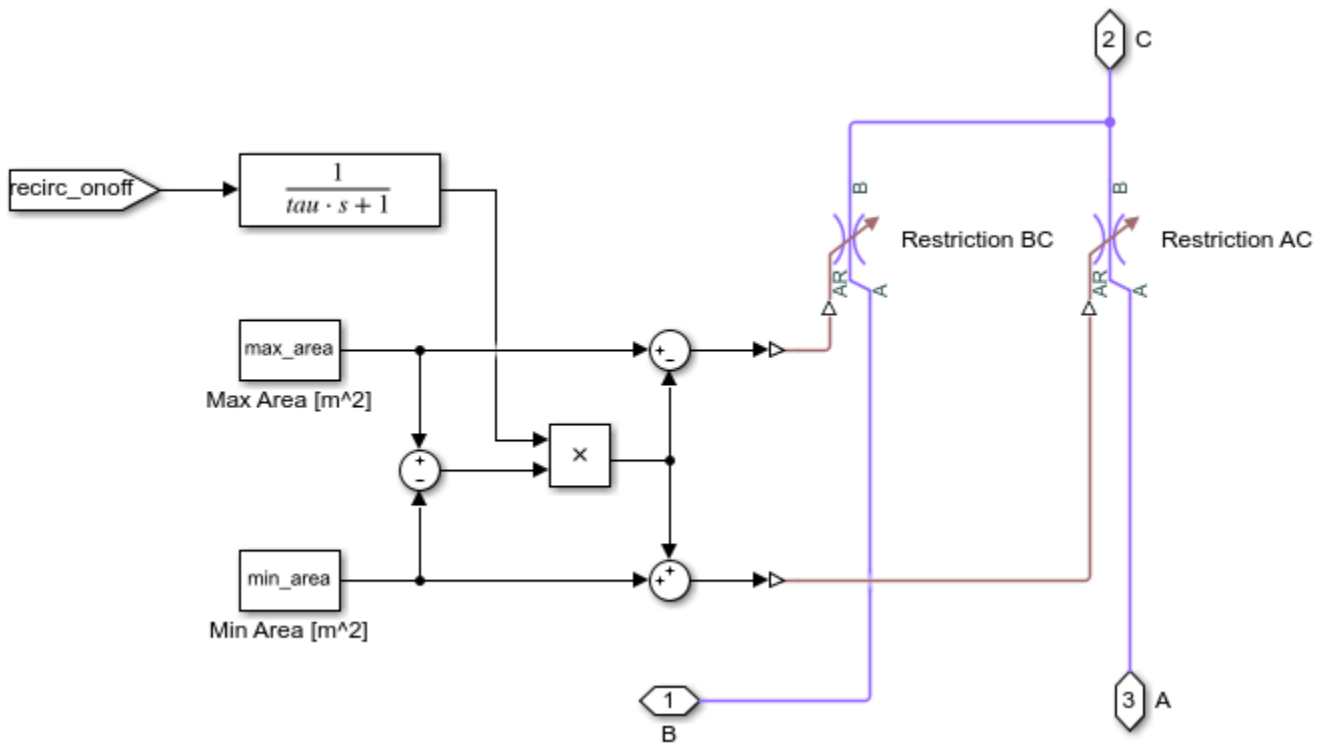 2 C
recirc_onoff
1
tau · s + 1
B
B
Restriction BC
Restriction AC
AR
A
AR
A
max_area
+
−
Max Area [m^2]
+
−
×
min_area
+
+
Min Area [m^2]
1
B
3 A